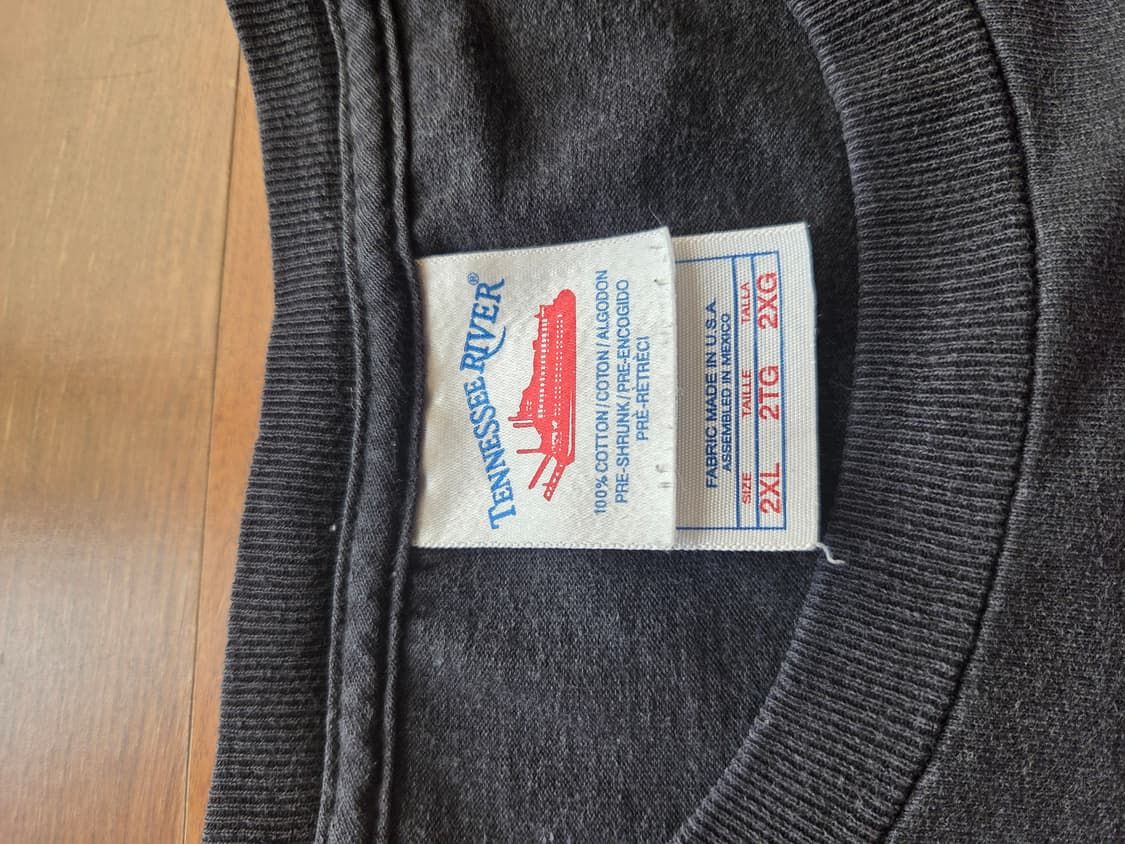 TENNESSEE RIVER®
100% COTTON / COTON / ALGODON
PRE-SHRUNK / PRE-ENCOGIDO
PRÉ-RÉTRÉCI
FABRIC MADE IN U.S.A
ASSEMBLED IN MEXICO
SIZE TAILLE TALLA
2XL 2TG 2XG